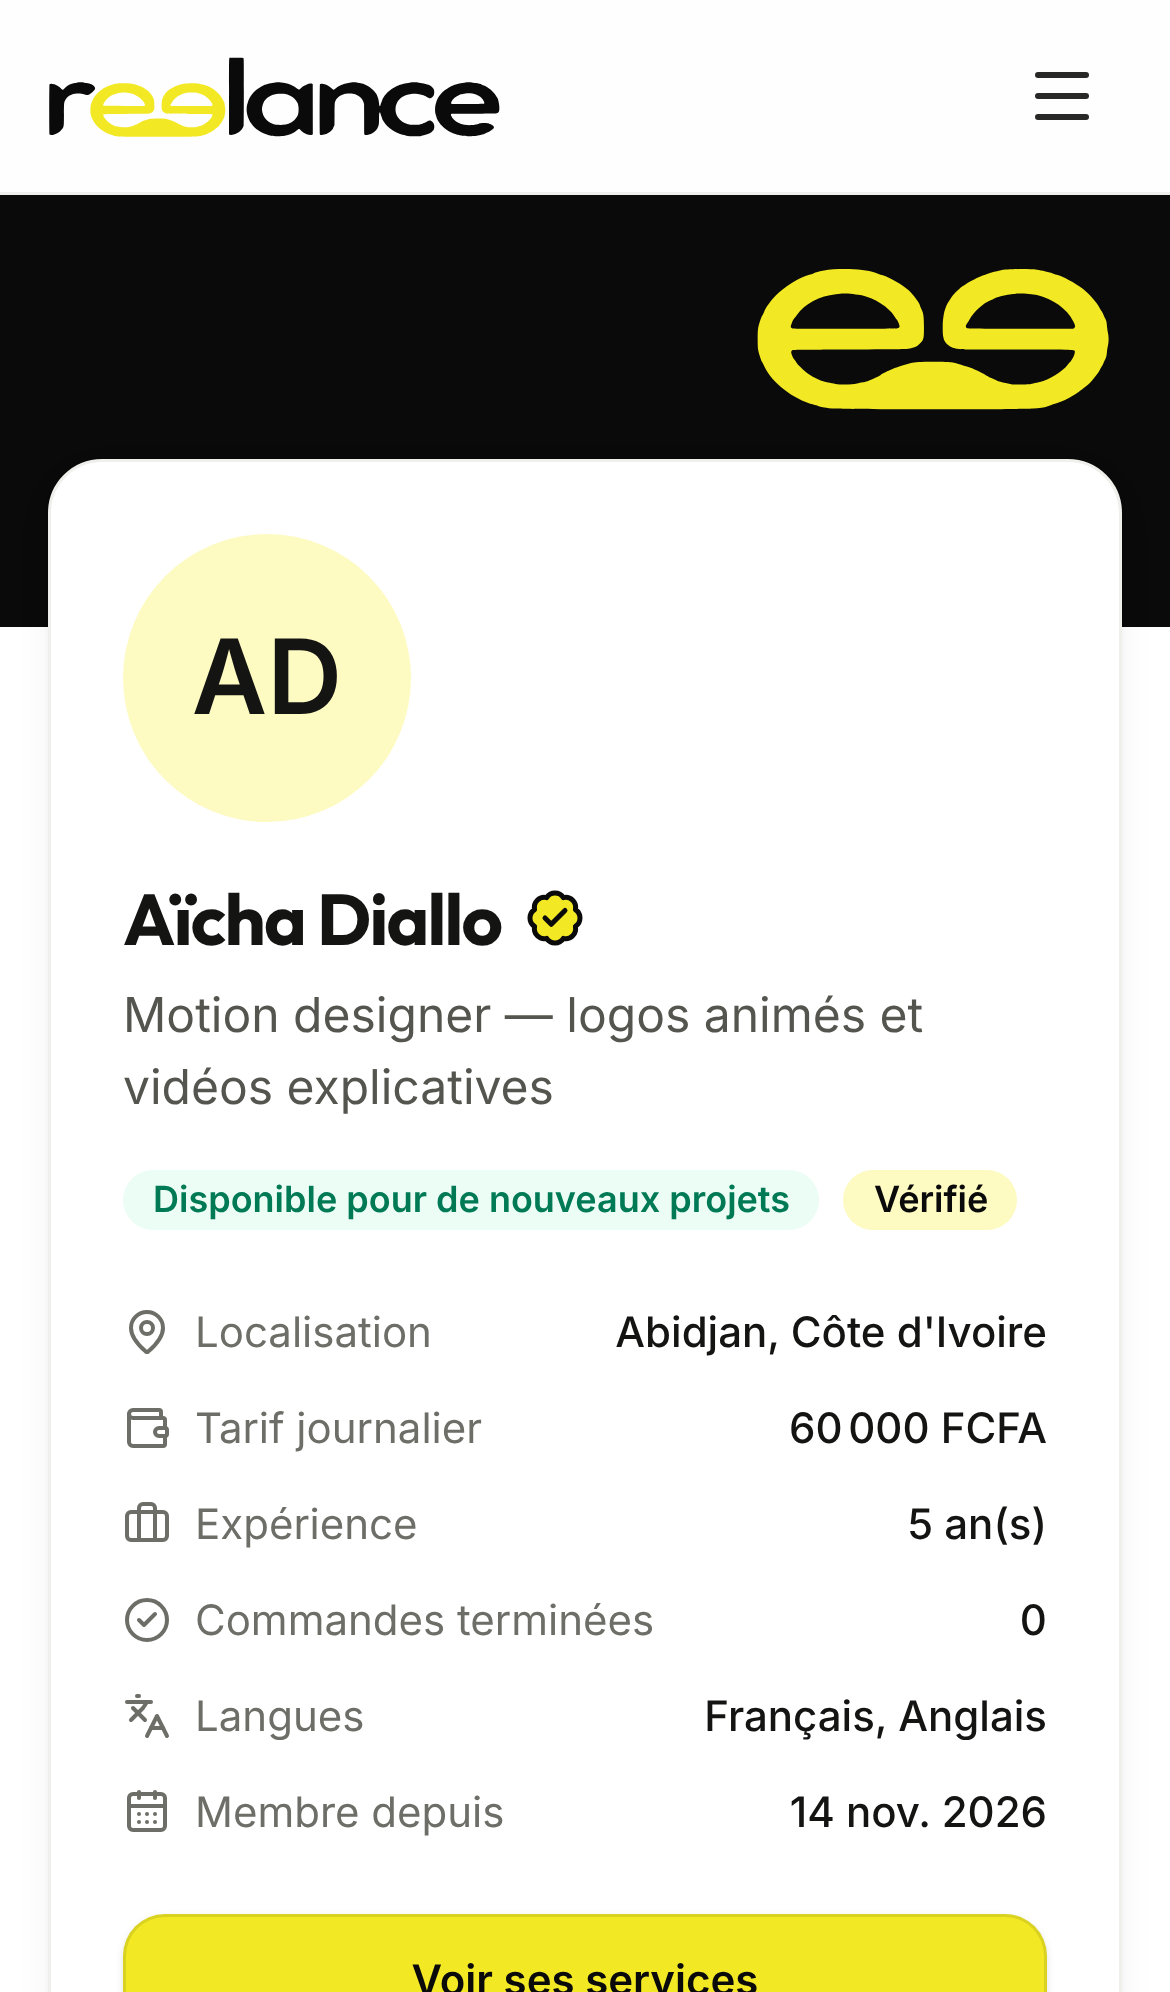 reelance
AD
Aïcha Diallo
Motion designer — logos animés et
vidéos explicatives
Disponible pour de nouveaux projets
Vérifié
Localisation Abidjan, Côte d'Ivoire
Tarif journalier 60 000 FCFA
Expérience 5 an(s)
Commandes terminées 0
Langues Français, Anglais
Membre depuis 14 nov. 2026
Voir ses services